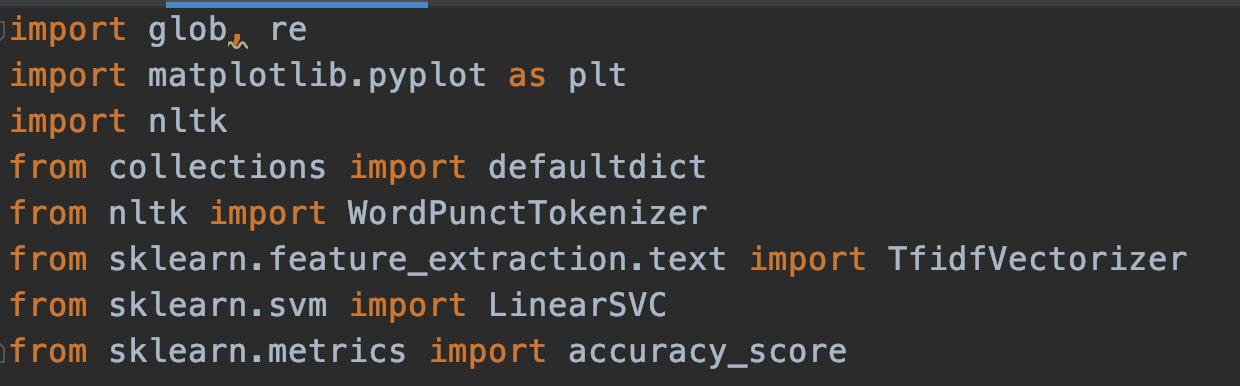 import glob, re
import matplotlib.pyplot as plt
import nltk
from collections import defaultdict
from nltk import WordPunctTokenizer
from sklearn.feature_extraction.text import TfidfVectorizer
from sklearn.svm import LinearSVC
from sklearn.metrics import accuracy_score